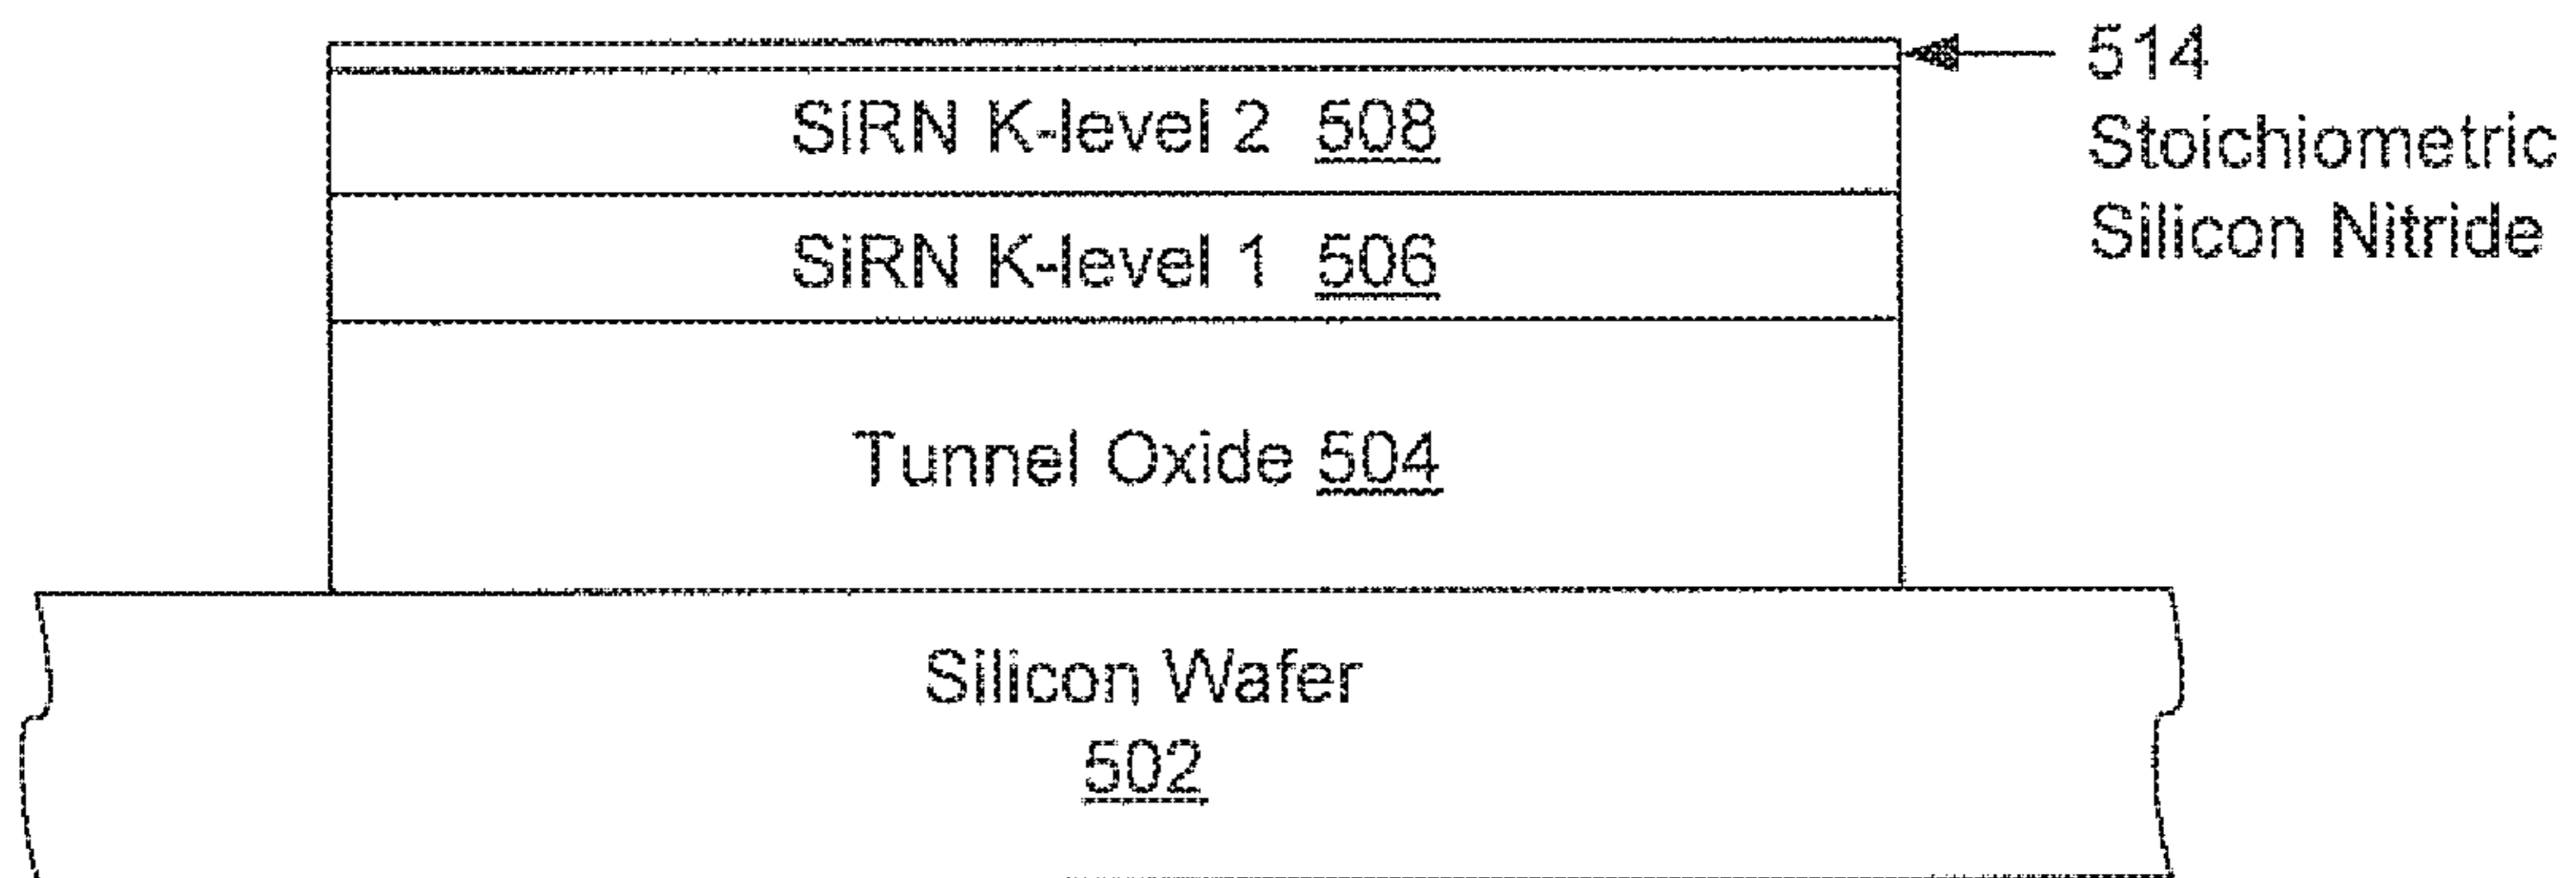 514
Stoichiometric
Silicon Nitride
SiRN K-level 2 508
SiRN K-level 1 506
Tunnel Oxide 504
Silicon Wafer
502